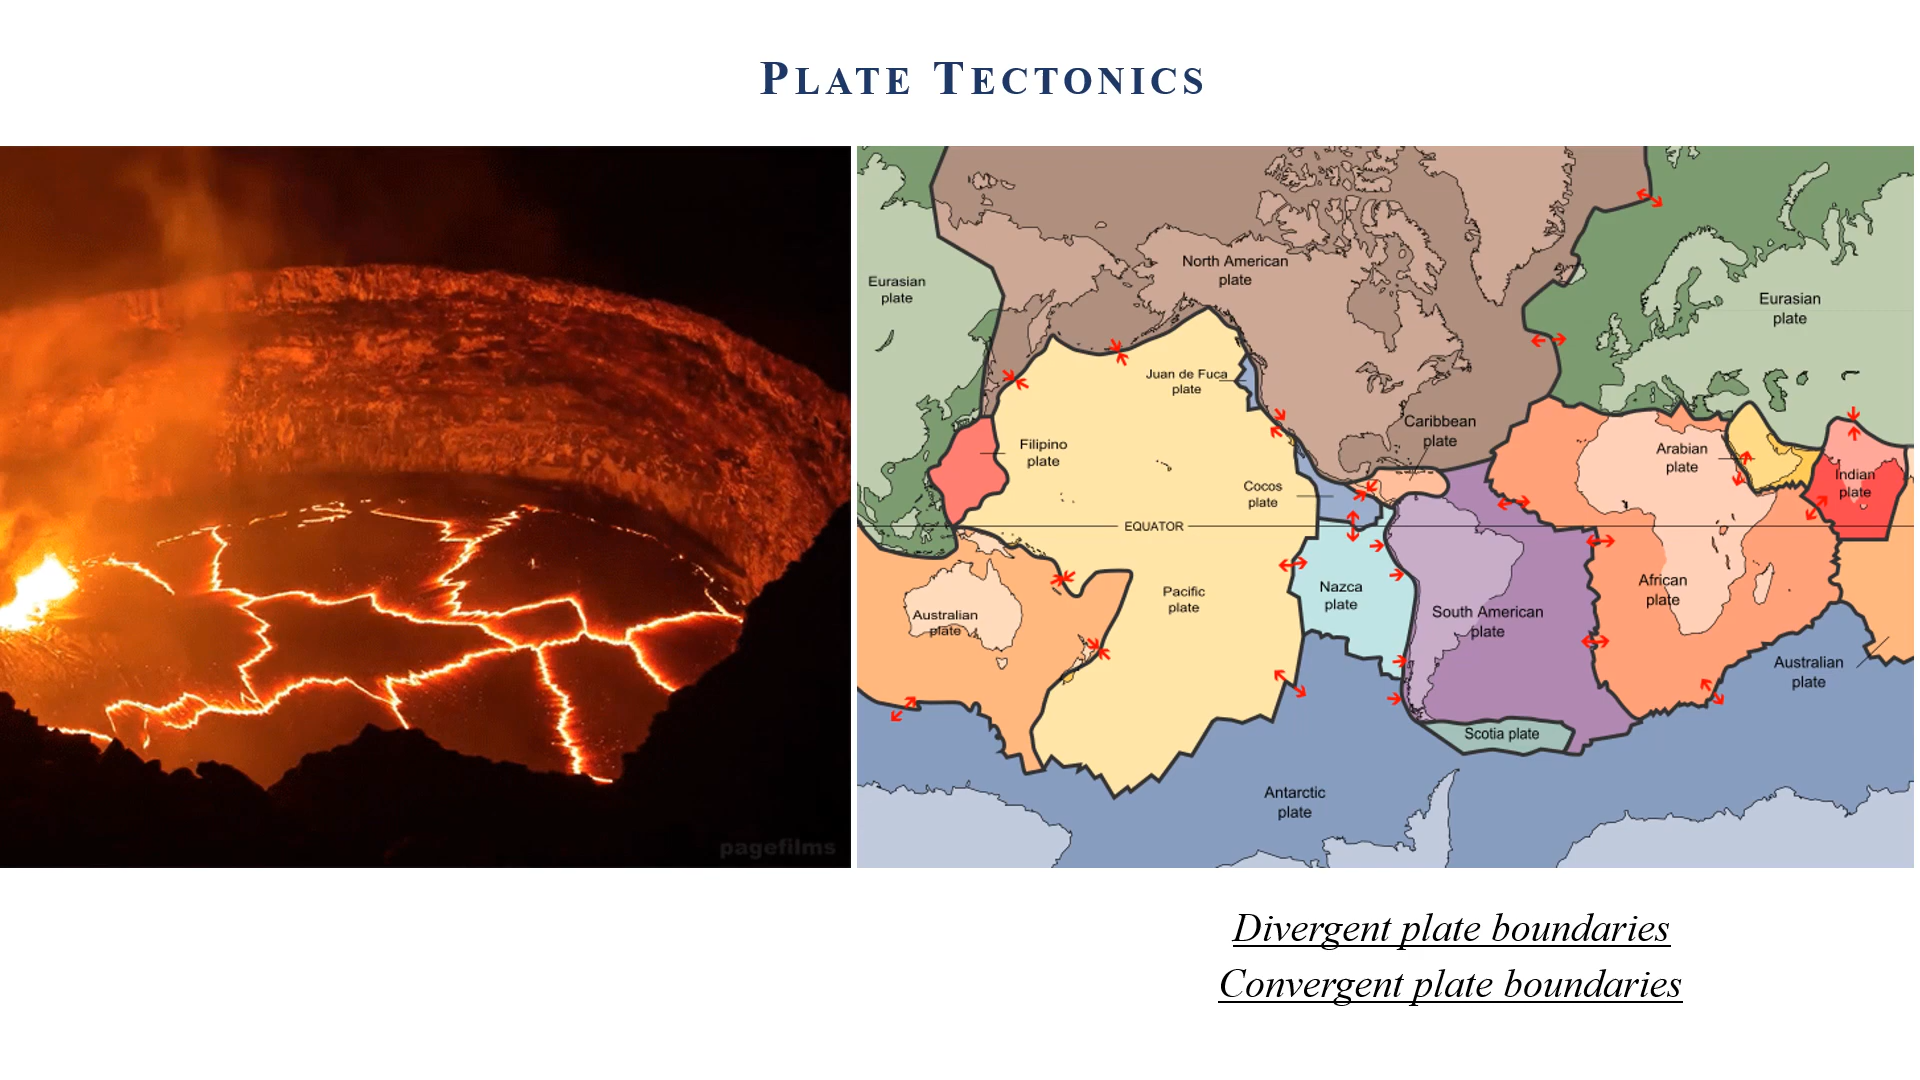 PLATE TECTONICS
pagefilms
Eurasian
plate
North American
plate
Eurasian
plate
Juan de Fuca
plate
Caribbean
plate
Filipino
plate
Arabian
plate
Indian
plate
Cocos
plate
EQUATOR
Australian
plate
Pacific
plate
Nazca
plate
South American
plate
African
plate
Australian
plate
Scotia plate
Antarctic
plate
Divergent plate boundaries
Convergent plate boundaries